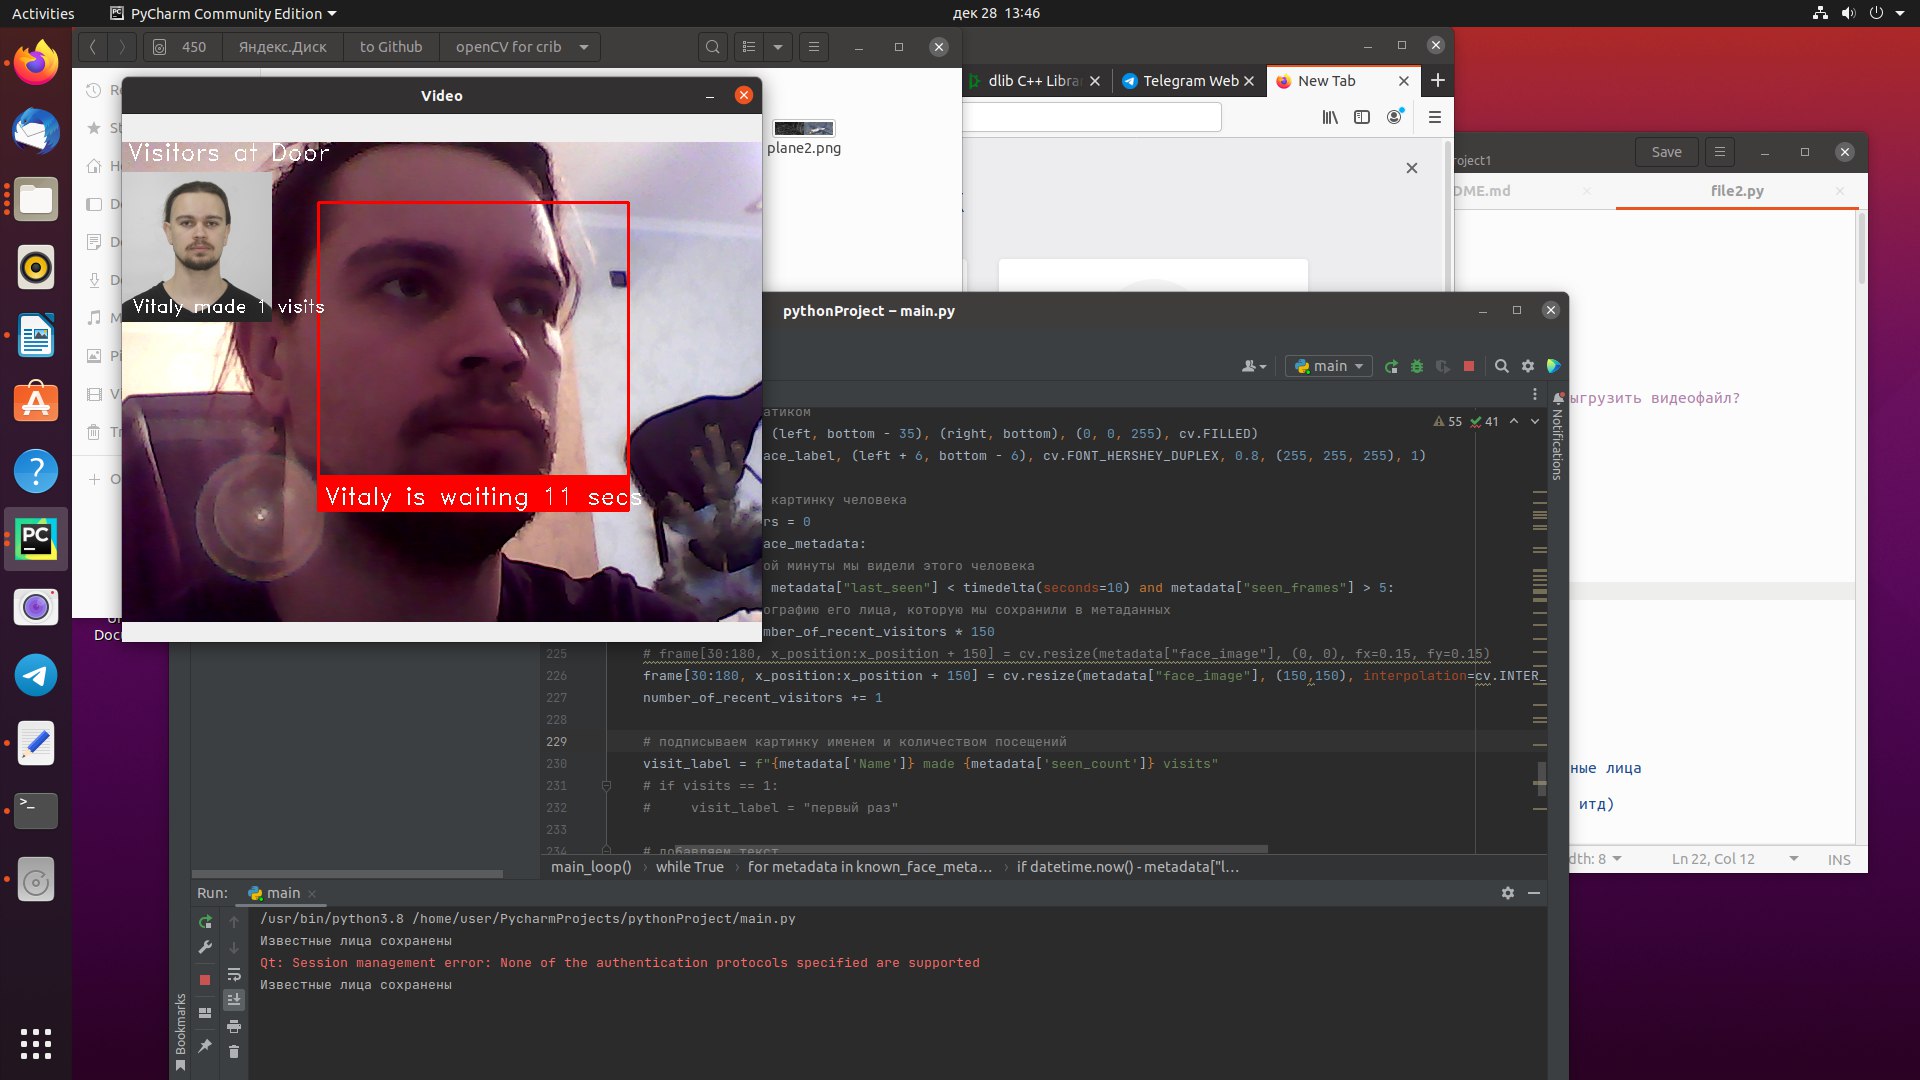 Activities
PyCharm Community Edition
дек 28 13:46
450
Яндекс.Диск
to Github
openCV for crib
plane2.png
Video
Visitors at Door
Vitaly made 1 visits
Vitaly is waiting 11 secs
dlib C++ Libra
Telegram Web
New Tab
roject1
Save
DME.md
file2.py
ыгрузить видеофайл?
ные лица
итд)
dth: 8
Ln 22, Col 12
INS
pythonProject – main.py
main
55
41
Notifications
атиком
(left, bottom - 35), (right, bottom), (0, 0, 255), cv.FILLED)
ace_label, (left + 6, bottom - 6), cv.FONT_HERSHEY_DUPLEX, 0.8, (255, 255, 255), 1)
картинку человека
rs = 0
ace_metadata:
ой минуты мы видели этого человека
metadata["last_seen"] < timedelta(seconds=10) and metadata["seen_frames"] > 5:
ографию его лица, которую мы сохранили в метаданных
mber_of_recent_visitors * 150
225 # frame[30:180, x_position:x_position + 150] = cv.resize(metadata["face_image"], (0, 0), fx=0.15, fy=0.15)
226 frame[30:180, x_position:x_position + 150] = cv.resize(metadata["face_image"], (150,150), interpolation=cv.INTER_
227 number_of_recent_visitors += 1
228
229 # подписываем картинку именем и количеством посещений
230 visit_label = f"{metadata['Name']} made {metadata['seen_count']} visits"
231 # if visits == 1:
232 #     visit_label = "первый раз"
233
234 # добавляем текст
main_loop()
while True
for metadata in known_face_meta...
if datetime.now() - metadata["l...
Run:
main
/usr/bin/python3.8 /home/user/PycharmProjects/pythonProject/main.py
Известные лица сохранены
Qt: Session management error: None of the authentication protocols specified are supported
Известные лица сохранены
Bookmarks